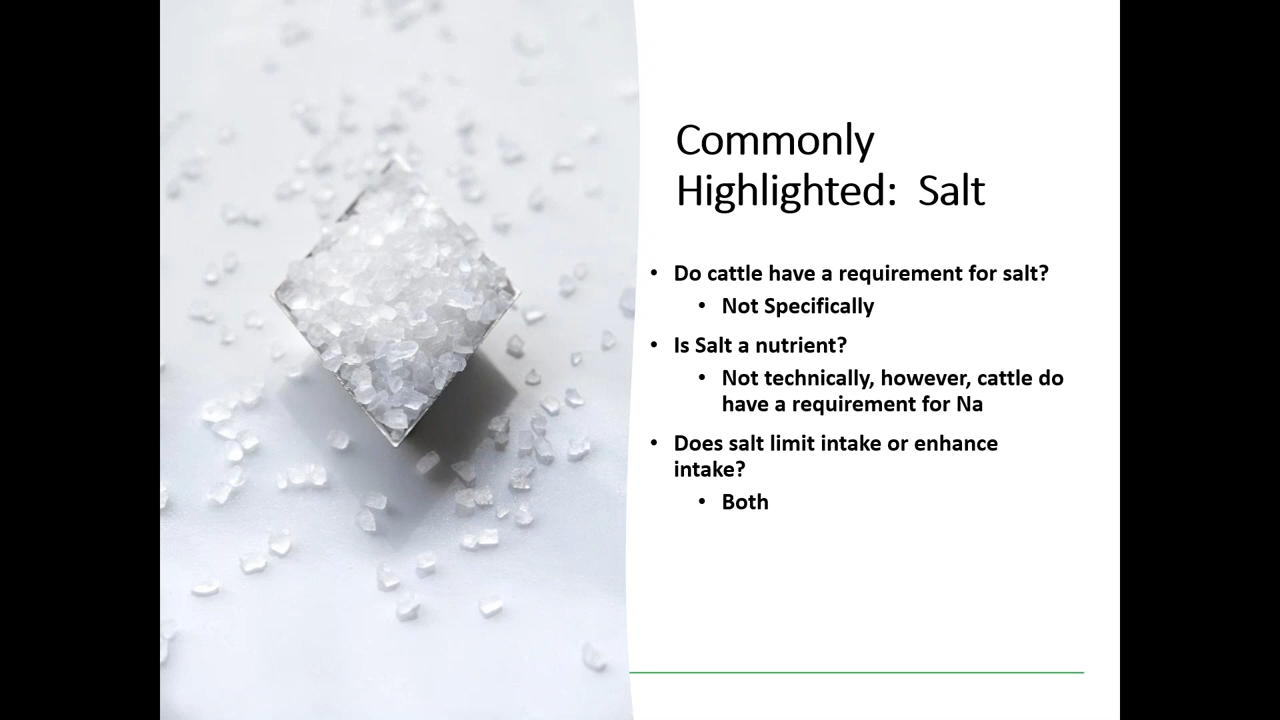 Commonly
Highlighted:  Salt
• Do cattle have a requirement for salt?
• Not Specifically
• Is Salt a nutrient?
• Not technically, however, cattle do
have a requirement for Na
• Does salt limit intake or enhance
intake?
• Both